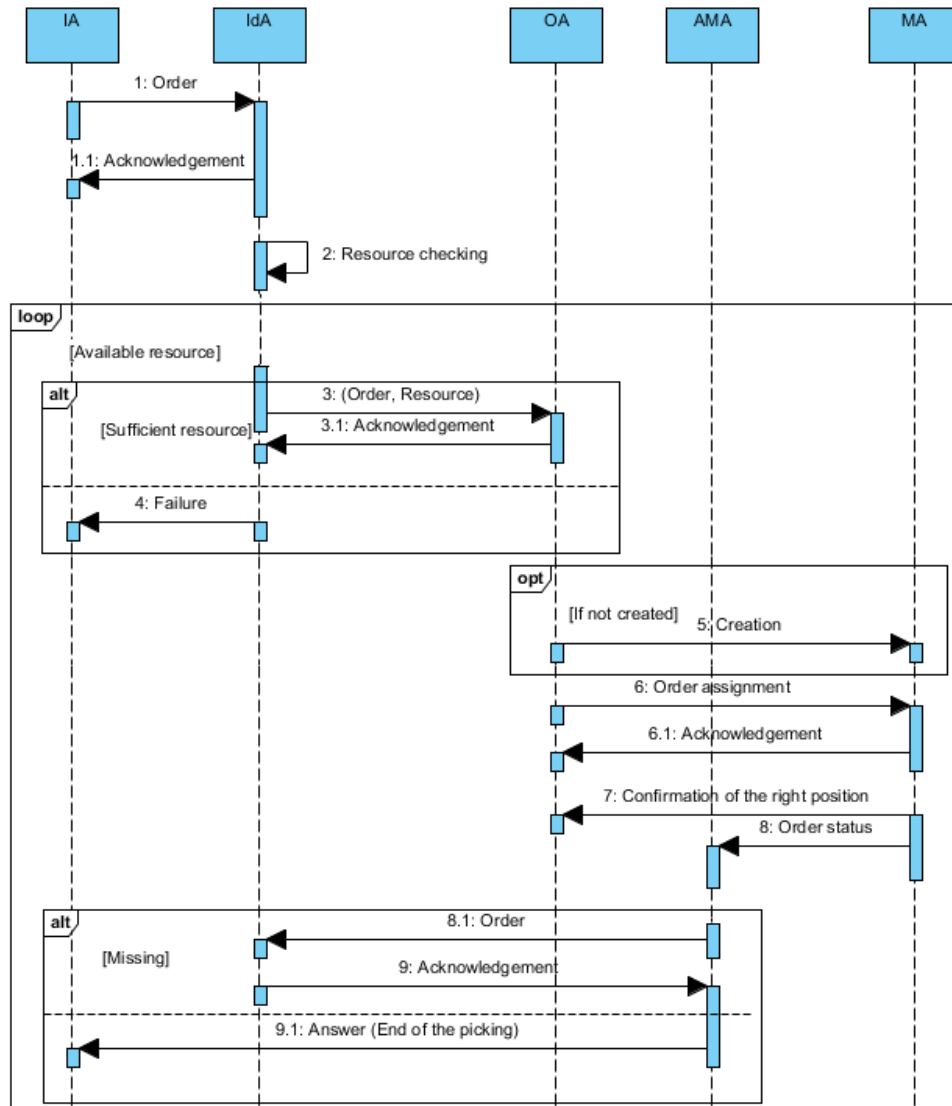 IA
IdA
OA
AMA
MA
1: Order
1.1: Acknowledgement
2: Resource checking
loop
[Available resource]
alt
3: (Order, Resource)
[Sufficient resource]
3.1: Acknowledgement
4: Failure
opt
[If not created]
5: Creation
6: Order assignment
6.1: Acknowledgement
7: Confirmation of the right position
8: Order status
alt
8.1: Order
[Missing]
9: Acknowledgement
9.1: Answer (End of the picking)